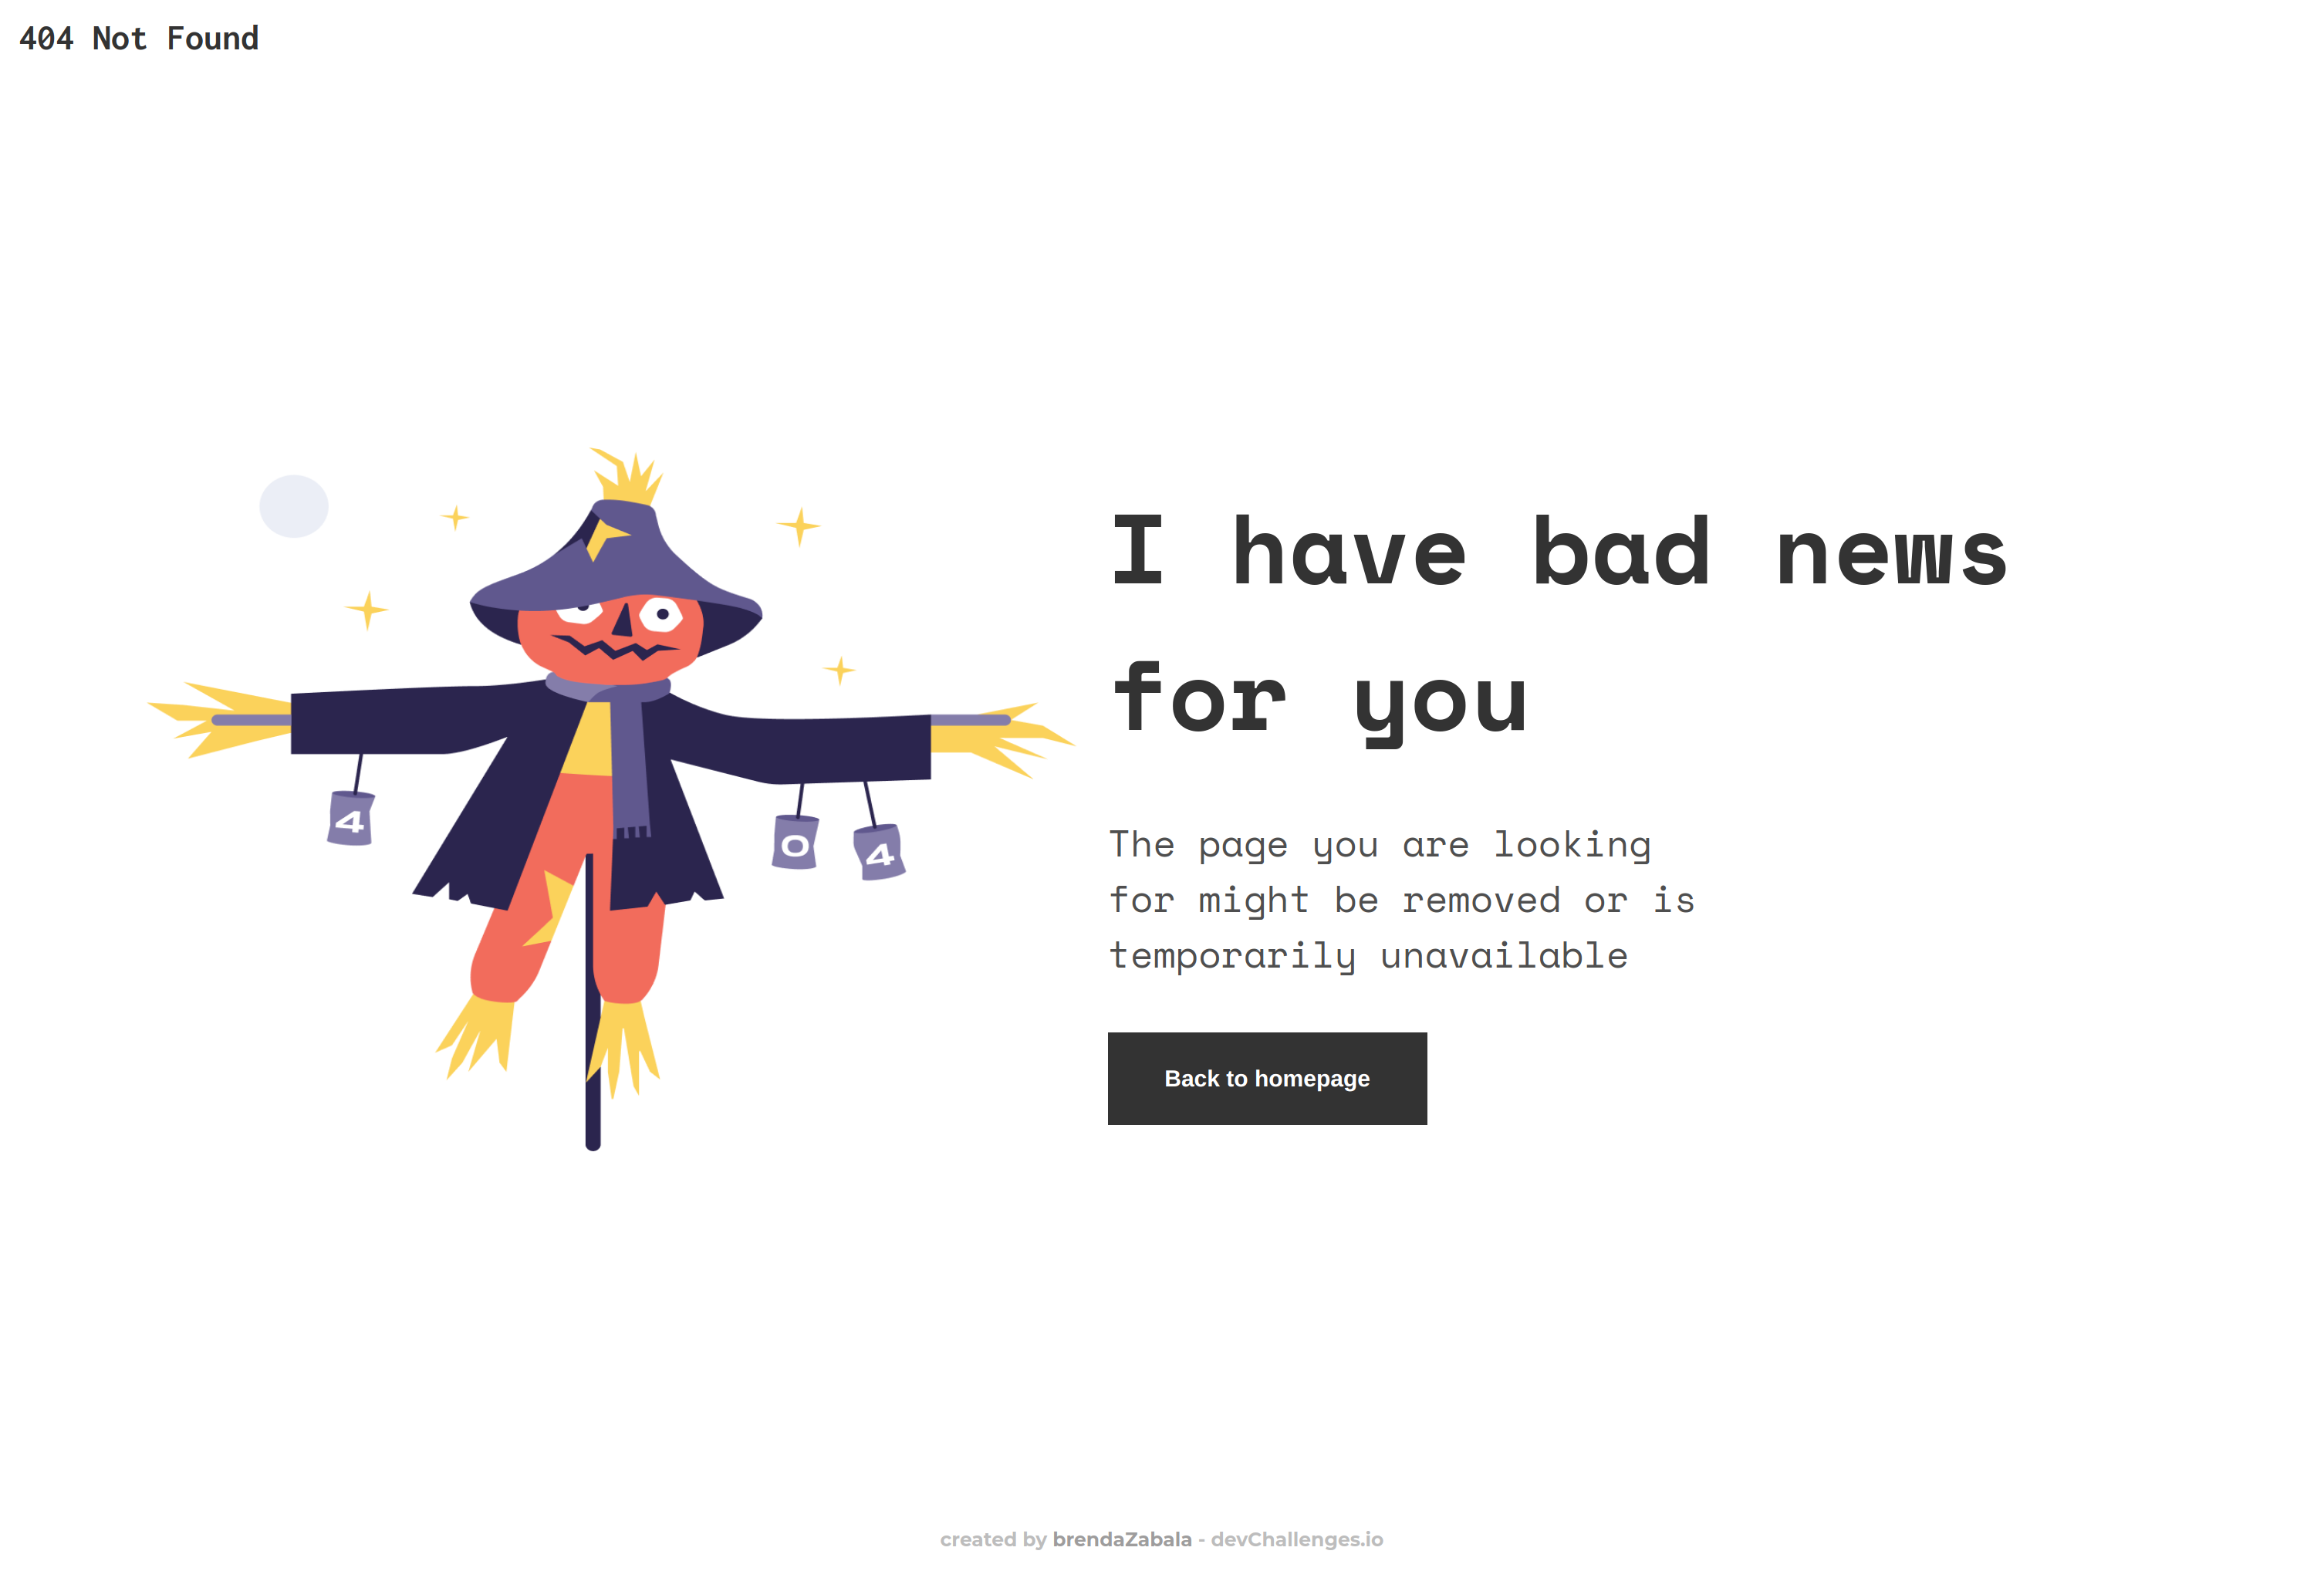 404 Not Found
4
0
4
I have bad news
for you
The page you are looking
for might be removed or is
temporarily unavailable
Back to homepage
created by brendaZabala - devChallenges.io